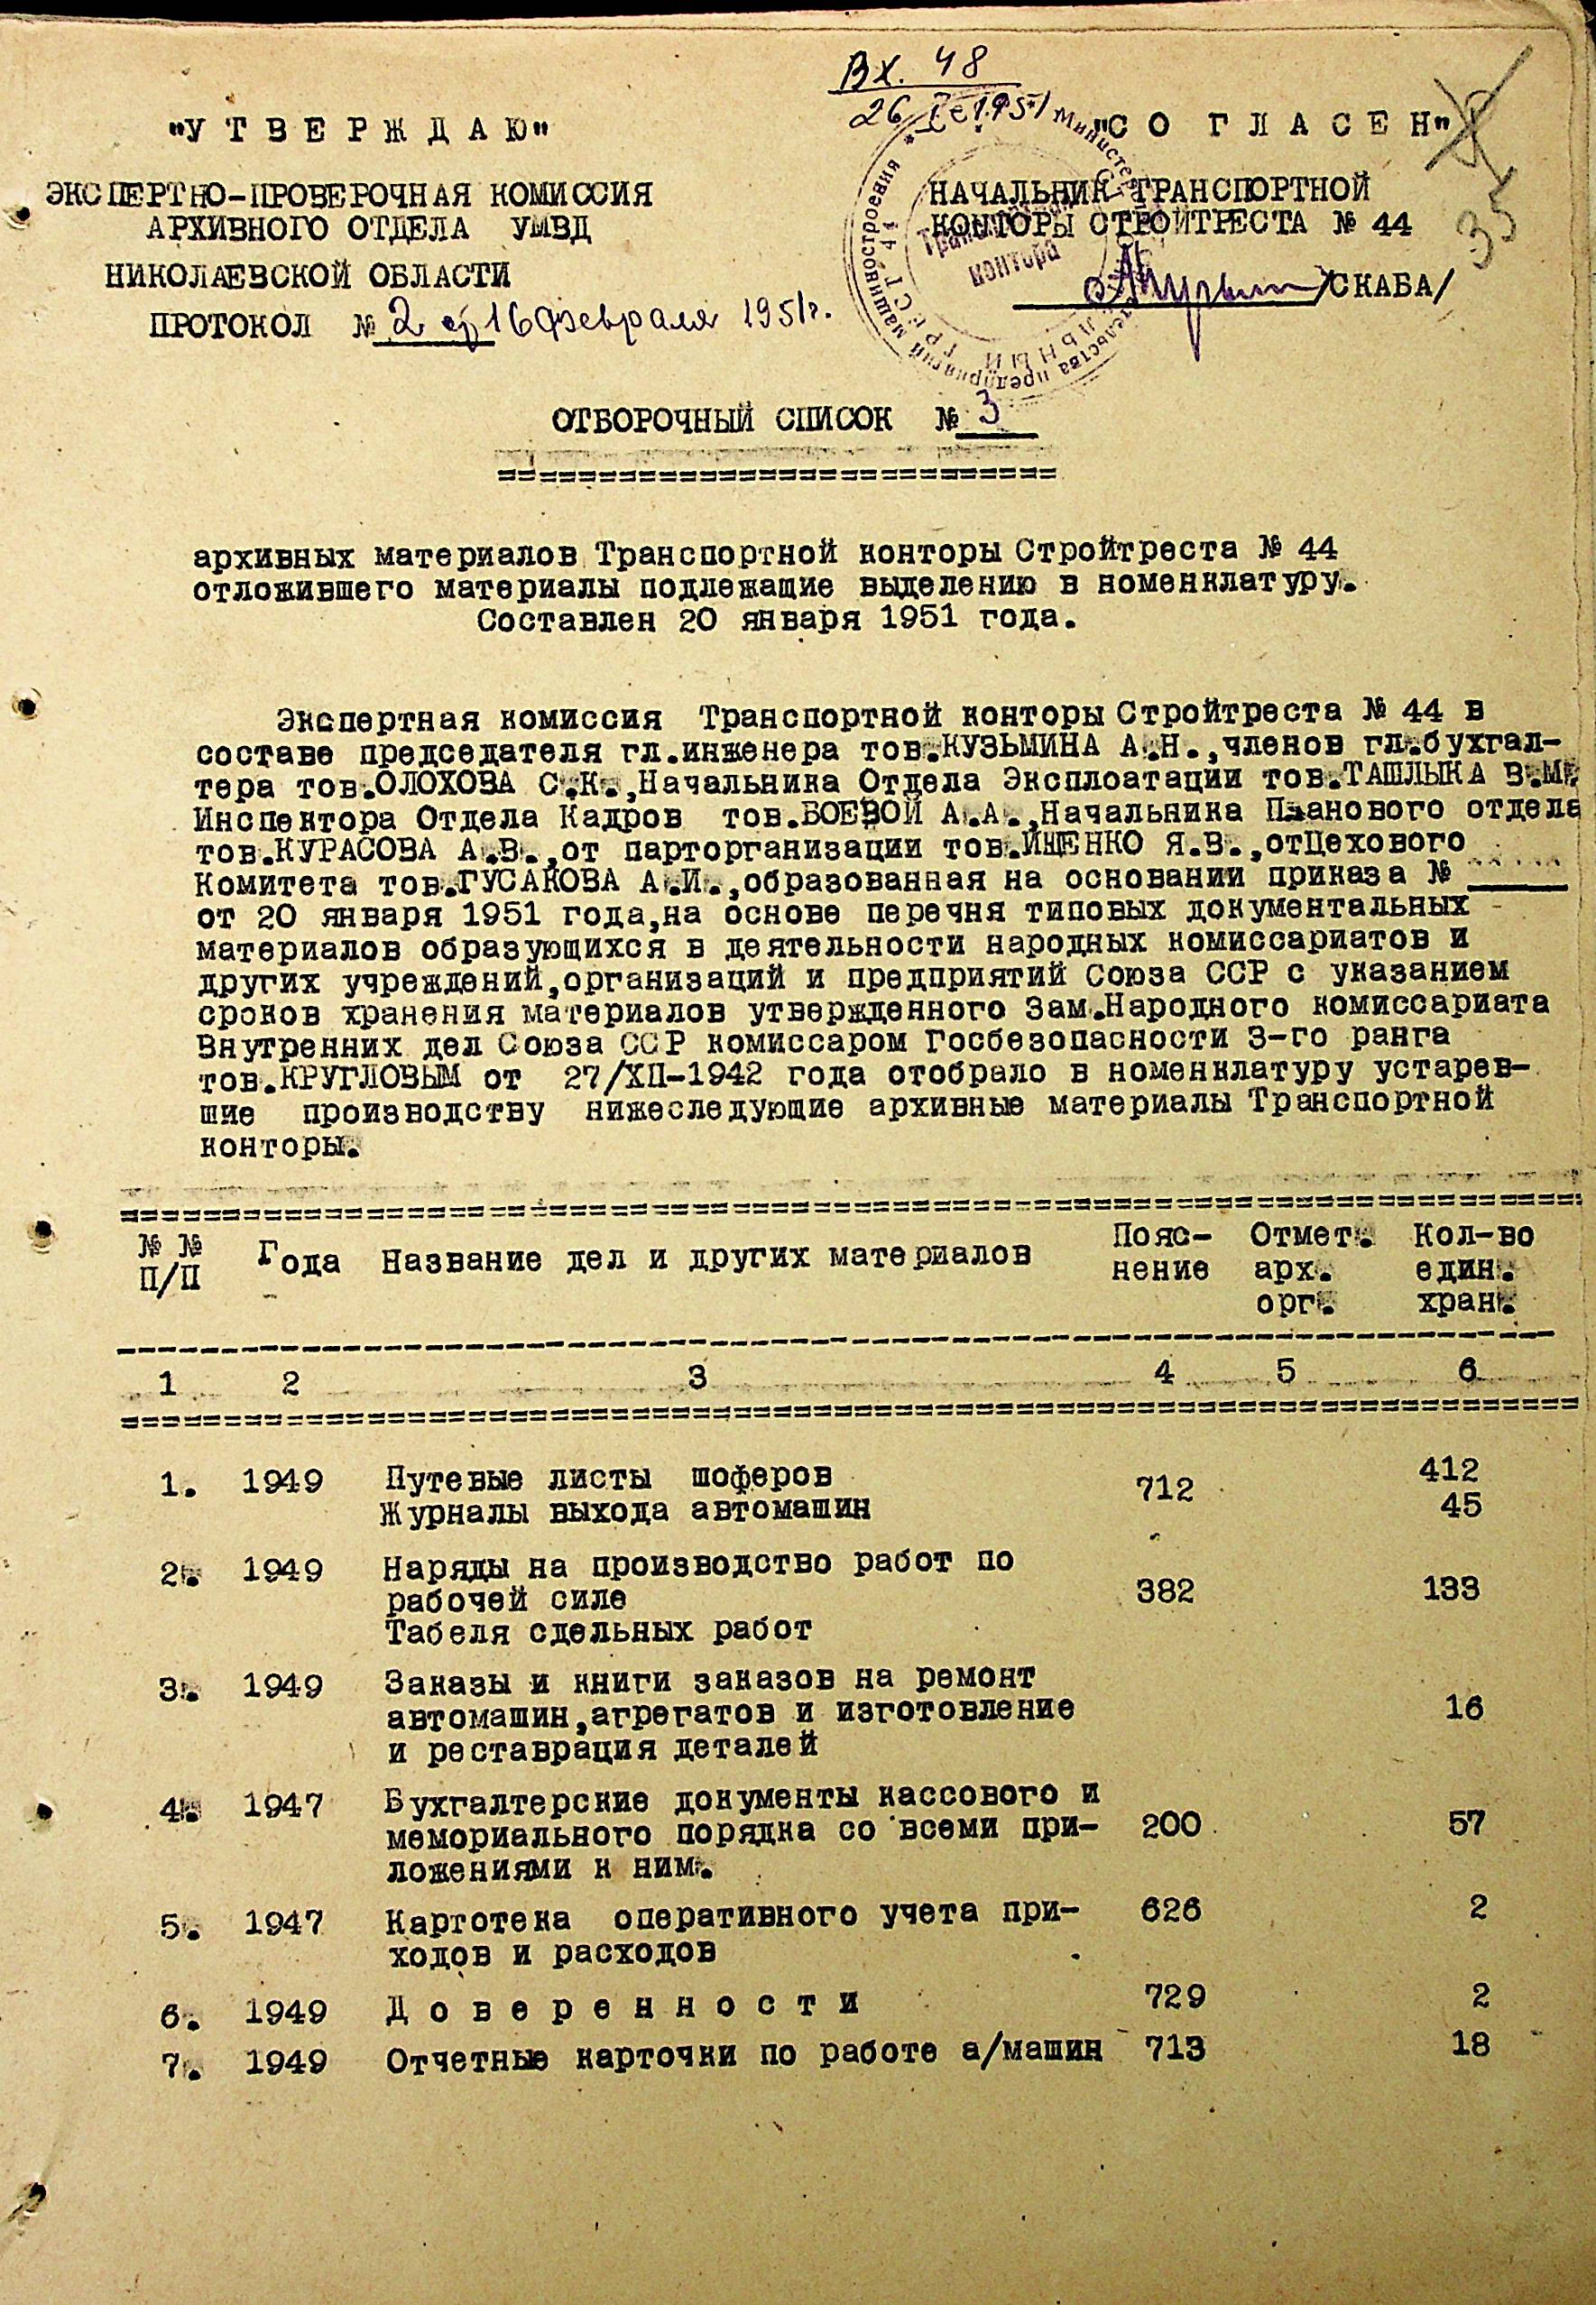 Вх. 48
26
"У Т В Е Р Ж Д А Ю"
ЭКСПЕРТНО-ПРОВЕРОЧНАЯ КОМИССИЯ
АРХИВНОГО ОТДЕЛА УМВД
НИКОЛАЕВСКОЙ ОБЛАСТИ
ПРОТОКОЛ № 2 от 16 февраля 1951г.
"С О Г Л А С Е Н"
35
НАЧАЛЬНИК ТРАНСПОРТНОЙ
КОНТОРЫ СТРОЙТРЕСТА № 44
/СКАБА/
Транспортная
контора
ОТБОРОЧНЫЙ СПИСОК № 3
архивных материалов Транспортной конторы Стройтреста № 44
отложившего материалы подлежащие выделению в номенклатуру.
Составлен 20 января 1951 года.
Экспертная комиссия Транспортной конторы Стройтреста № 44 в
составе председателя гл.инженера тов.КУЗЬМИНА А.Н.,членов гл.бухгал-
тера тов.ОЛОХОВА С.К.,Начальника Отдела Эксплоатации тов.ТАШЛЫКА В.М.
Инспектора Отдела Кадров тов.БОЕВОЙ А.А.,Начальника Планового отдела
тов.КУРАСОВА А.В.,от парторганизации тов.ИЩЕНКО Я.В.,отЦехового
Комитета тов.ГУСАКОВА А.И.,образованная на основании приказа № ____
от 20 января 1951 года,на основе перечня типовых документальных
материалов образующихся в деятельности народных комиссариатов и
других учреждений,организаций и предприятий Союза ССР с указанием
сроков хранения материалов утвержденного Зам.Народного комиссариата
Внутренних дел Союза ССР комиссаром Госбезопасности 3-го ранга
тов.КРУГЛОВЫМ от 27/ХП-1942 года отобрало в номенклатуру устарев-
шие производству нижеследующие архивные материалы Транспортной
конторы.
№ № Года Название дел и других материалов Пояс- Отмет. Кол-во
П/П нение арх. един.
орг. хран.
1 2 3 4 5 6
1. 1949 Путевые листы шоферов 712 412
Журналы выхода автомашин 45
2. 1949 Наряды на производство работ по
рабочей силе 382 133
Табеля сдельных работ
3. 1949 Заказы и книги заказов на ремонт
автомашин,агрегатов и изготовление 16
и реставрация деталей
4. 1947 Бухгалтерские документы кассового и
мемориального порядка со всеми при- 200 57
ложениями к ним.
5. 1947 Картотека оперативного учета при- 626 2
ходов и расходов
6. 1949 Д о в е р е н н о с т и 729 2
7. 1949 Отчетные карточки по работе а/машин 713 18